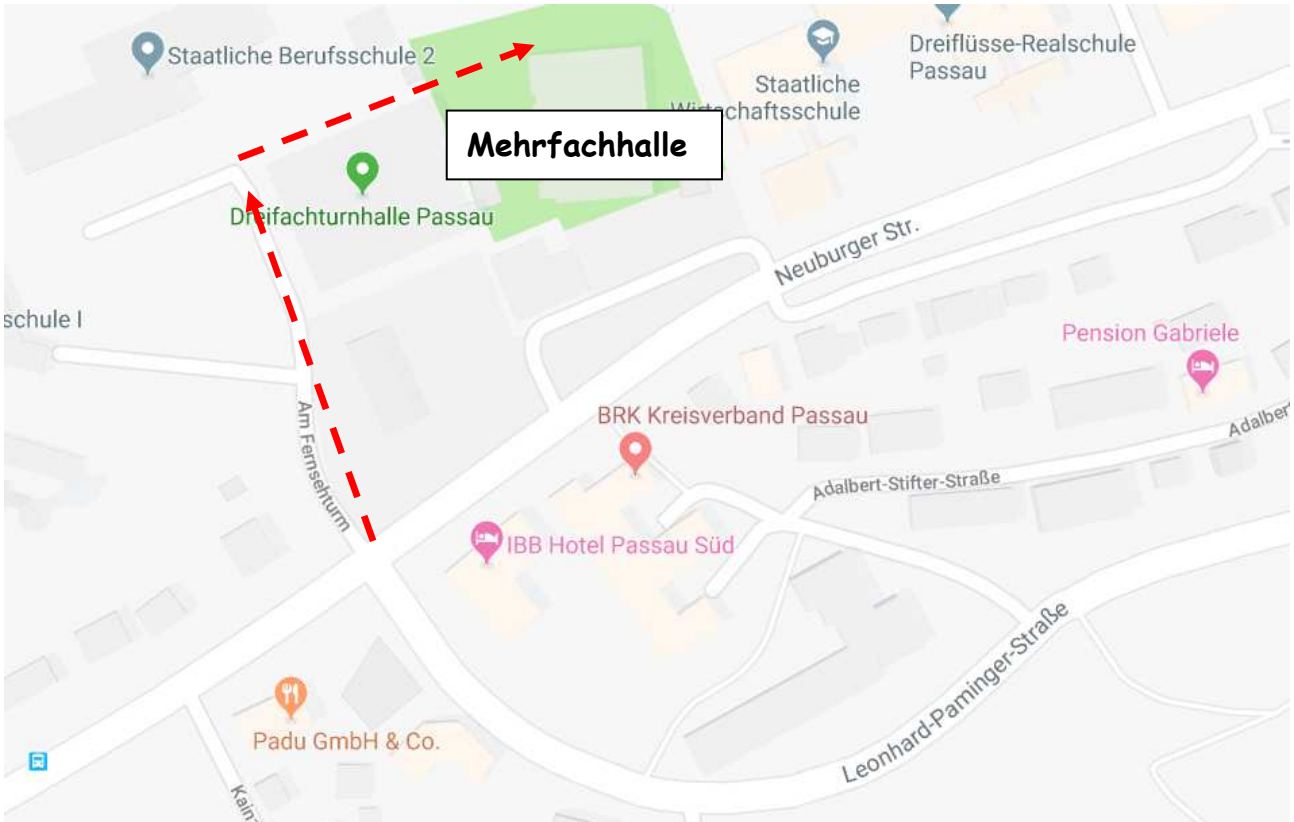 Staatliche Berufsschule 2
Dreiflüsse-Realschule
Passau
Staatliche
Wirtschaftsschule
Mehrfachhalle
Dreifachturnhalle Passau
Neuburger Str.
schule I
Pension Gabriele
BRK Kreisverband Passau
Am Fernsehturm
Adalbert
Adalbert-Stifter-Straße
IBB Hotel Passau Süd
Leonhard-Paminger-Straße
Padu GmbH & Co.
Kain